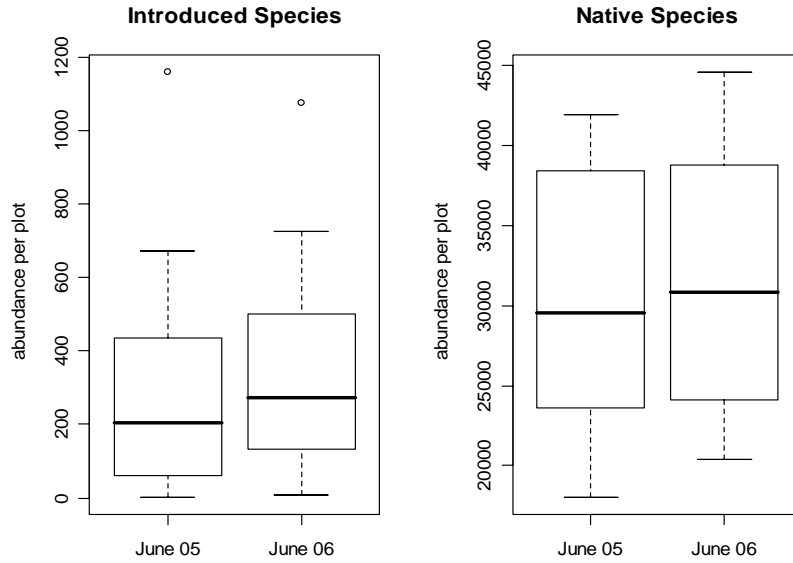 Introduced Species
abundance per plot
1200
1000
800
600
400
200
0
June 05
June 06
Native Species
abundance per plot
45000
40000
35000
30000
25000
20000
June 05
June 06